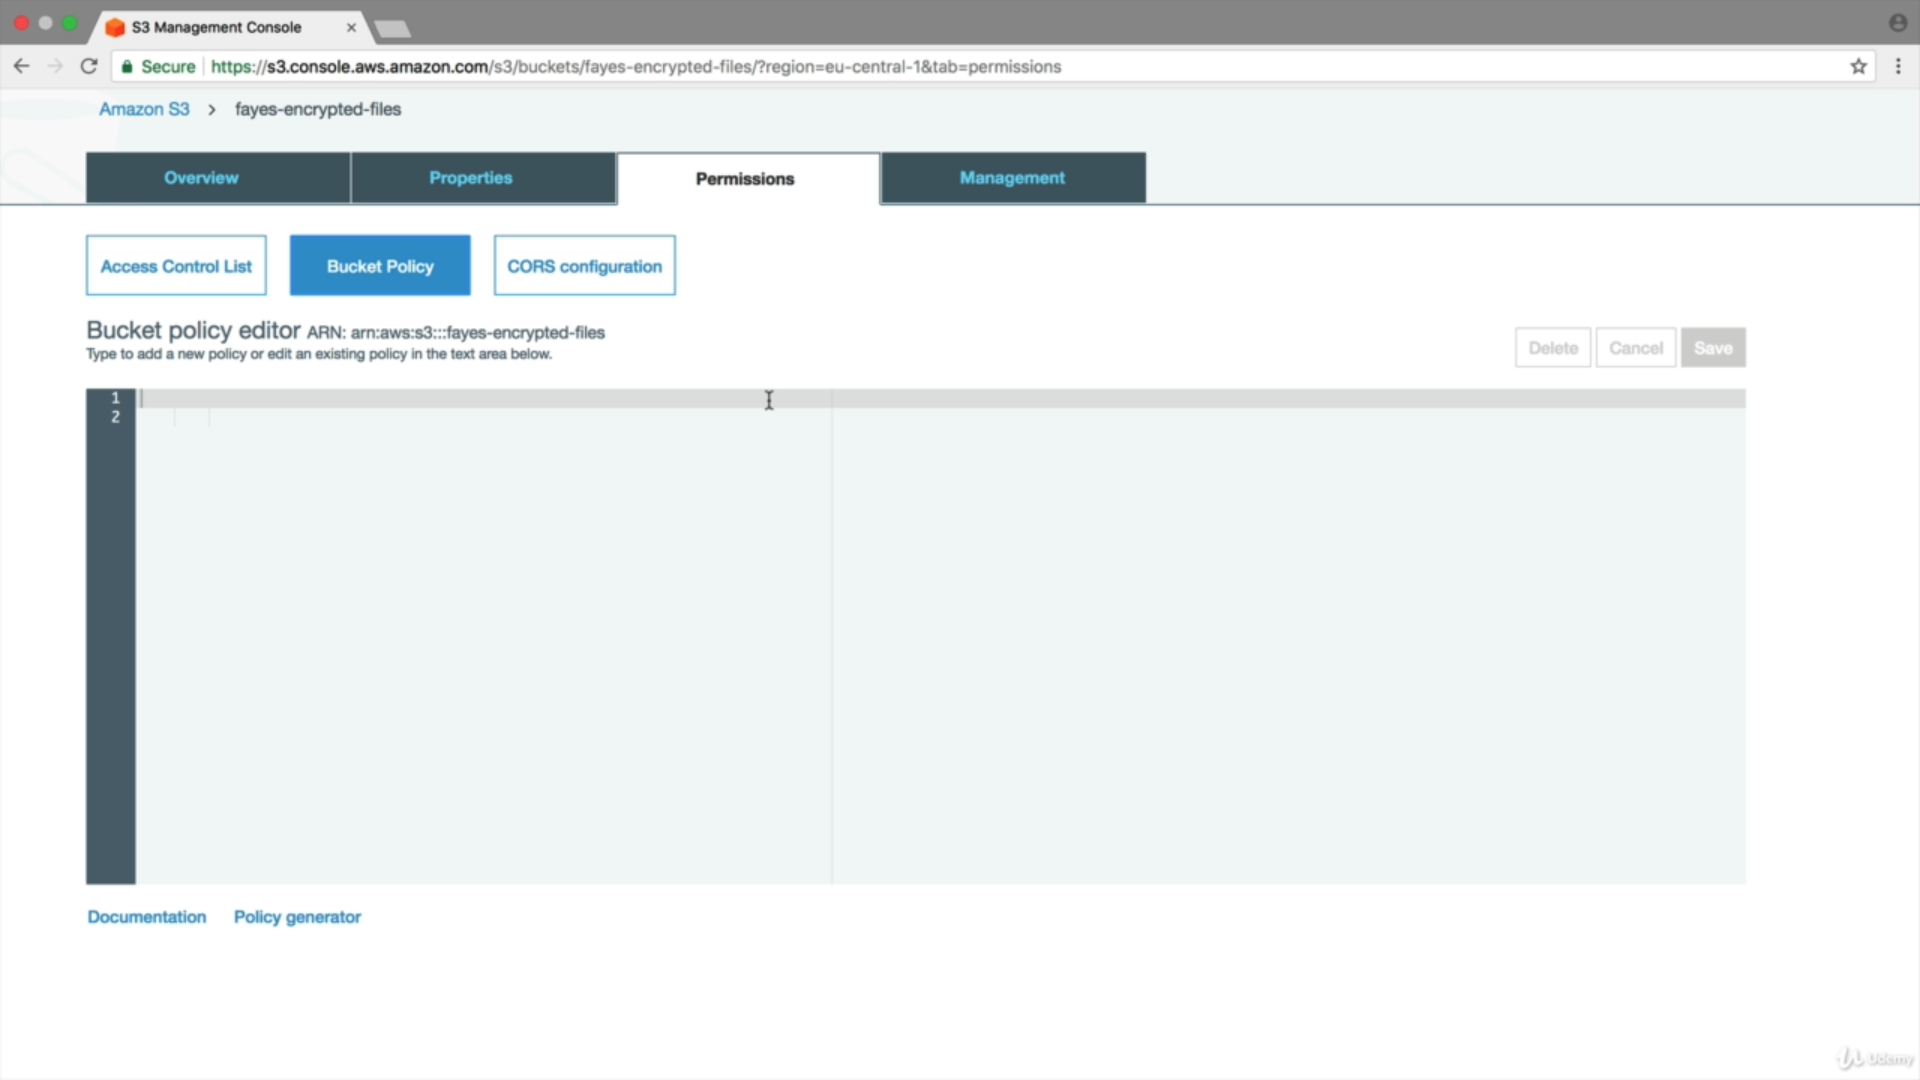 S3 Management Console
Secure https://s3.console.aws.amazon.com/s3/buckets/fayes-encrypted-files/?region=eu-central-1&tab=permissions
Amazon S3 > fayes-encrypted-files
Overview Properties Permissions Management
Access Control List Bucket Policy CORS configuration
Bucket policy editor ARN: arn:aws:s3:::fayes-encrypted-files
Type to add a new policy or edit an existing policy in the text area below.
Delete Cancel Save
1
2
Documentation Policy generator
Udemy